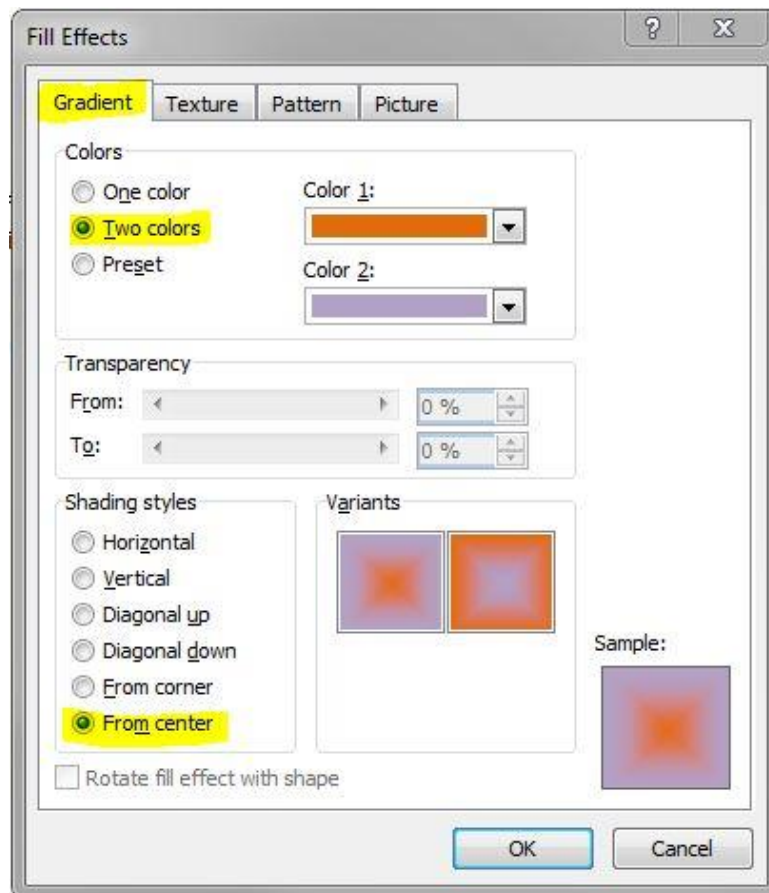 Fill Effects
Gradient Texture Pattern Picture
Colors
One color
Two colors
Preset
Color 1:
Color 2:
Transparency
From: 0 %
To: 0 %
Shading styles
Horizontal
Vertical
Diagonal up
Diagonal down
From corner
From center
Variants
Sample:
Rotate fill effect with shape
OK Cancel